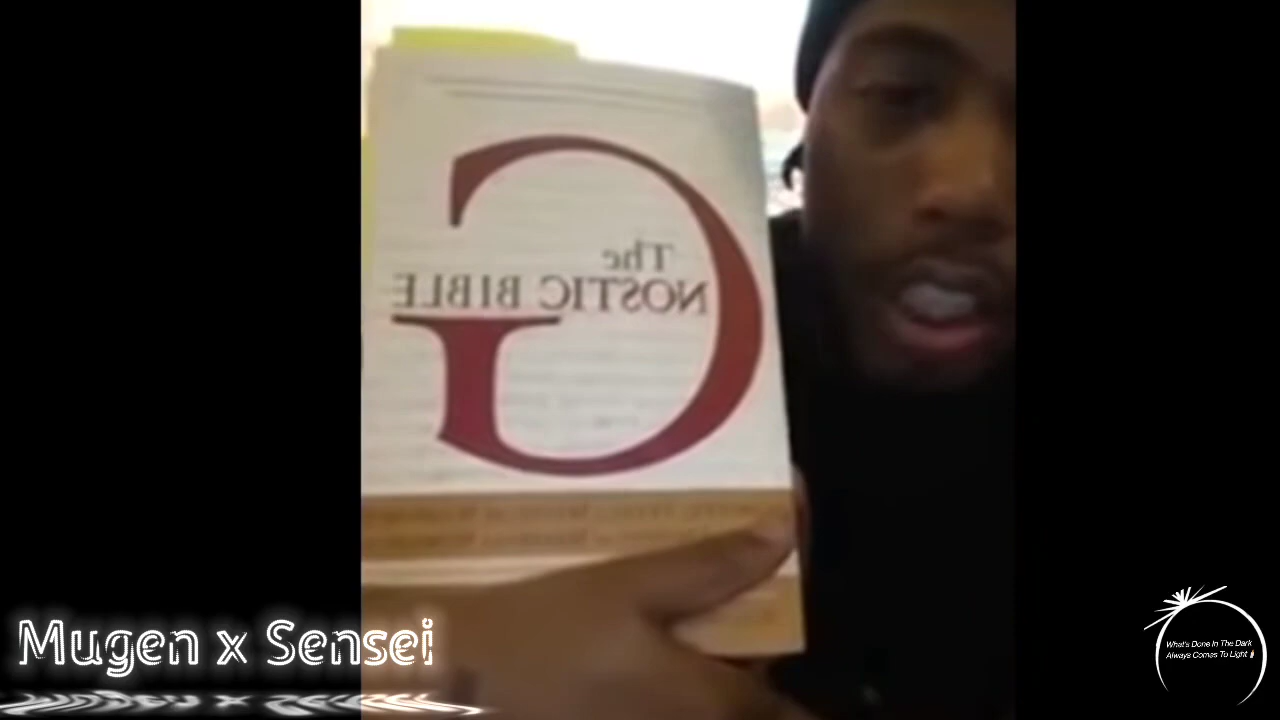 The
GNOSTIC BIBLE
Mugen x Sensei
What's Done In The Dark
Always Comes To Light